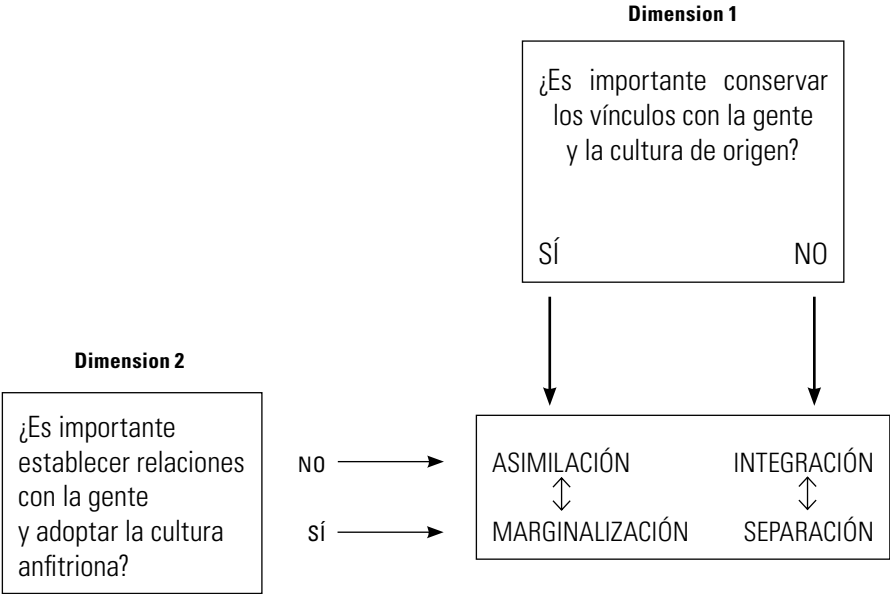 Dimension 1
¿Es importante conservar
los vínculos con la gente
y la cultura de origen?
SÍ NO
Dimension 2
¿Es importante
establecer relaciones
con la gente
y adoptar la cultura
anfitriona?
NO
SÍ
ASIMILACIÓN INTEGRACIÓN
MARGINALIZACIÓN SEPARACIÓN